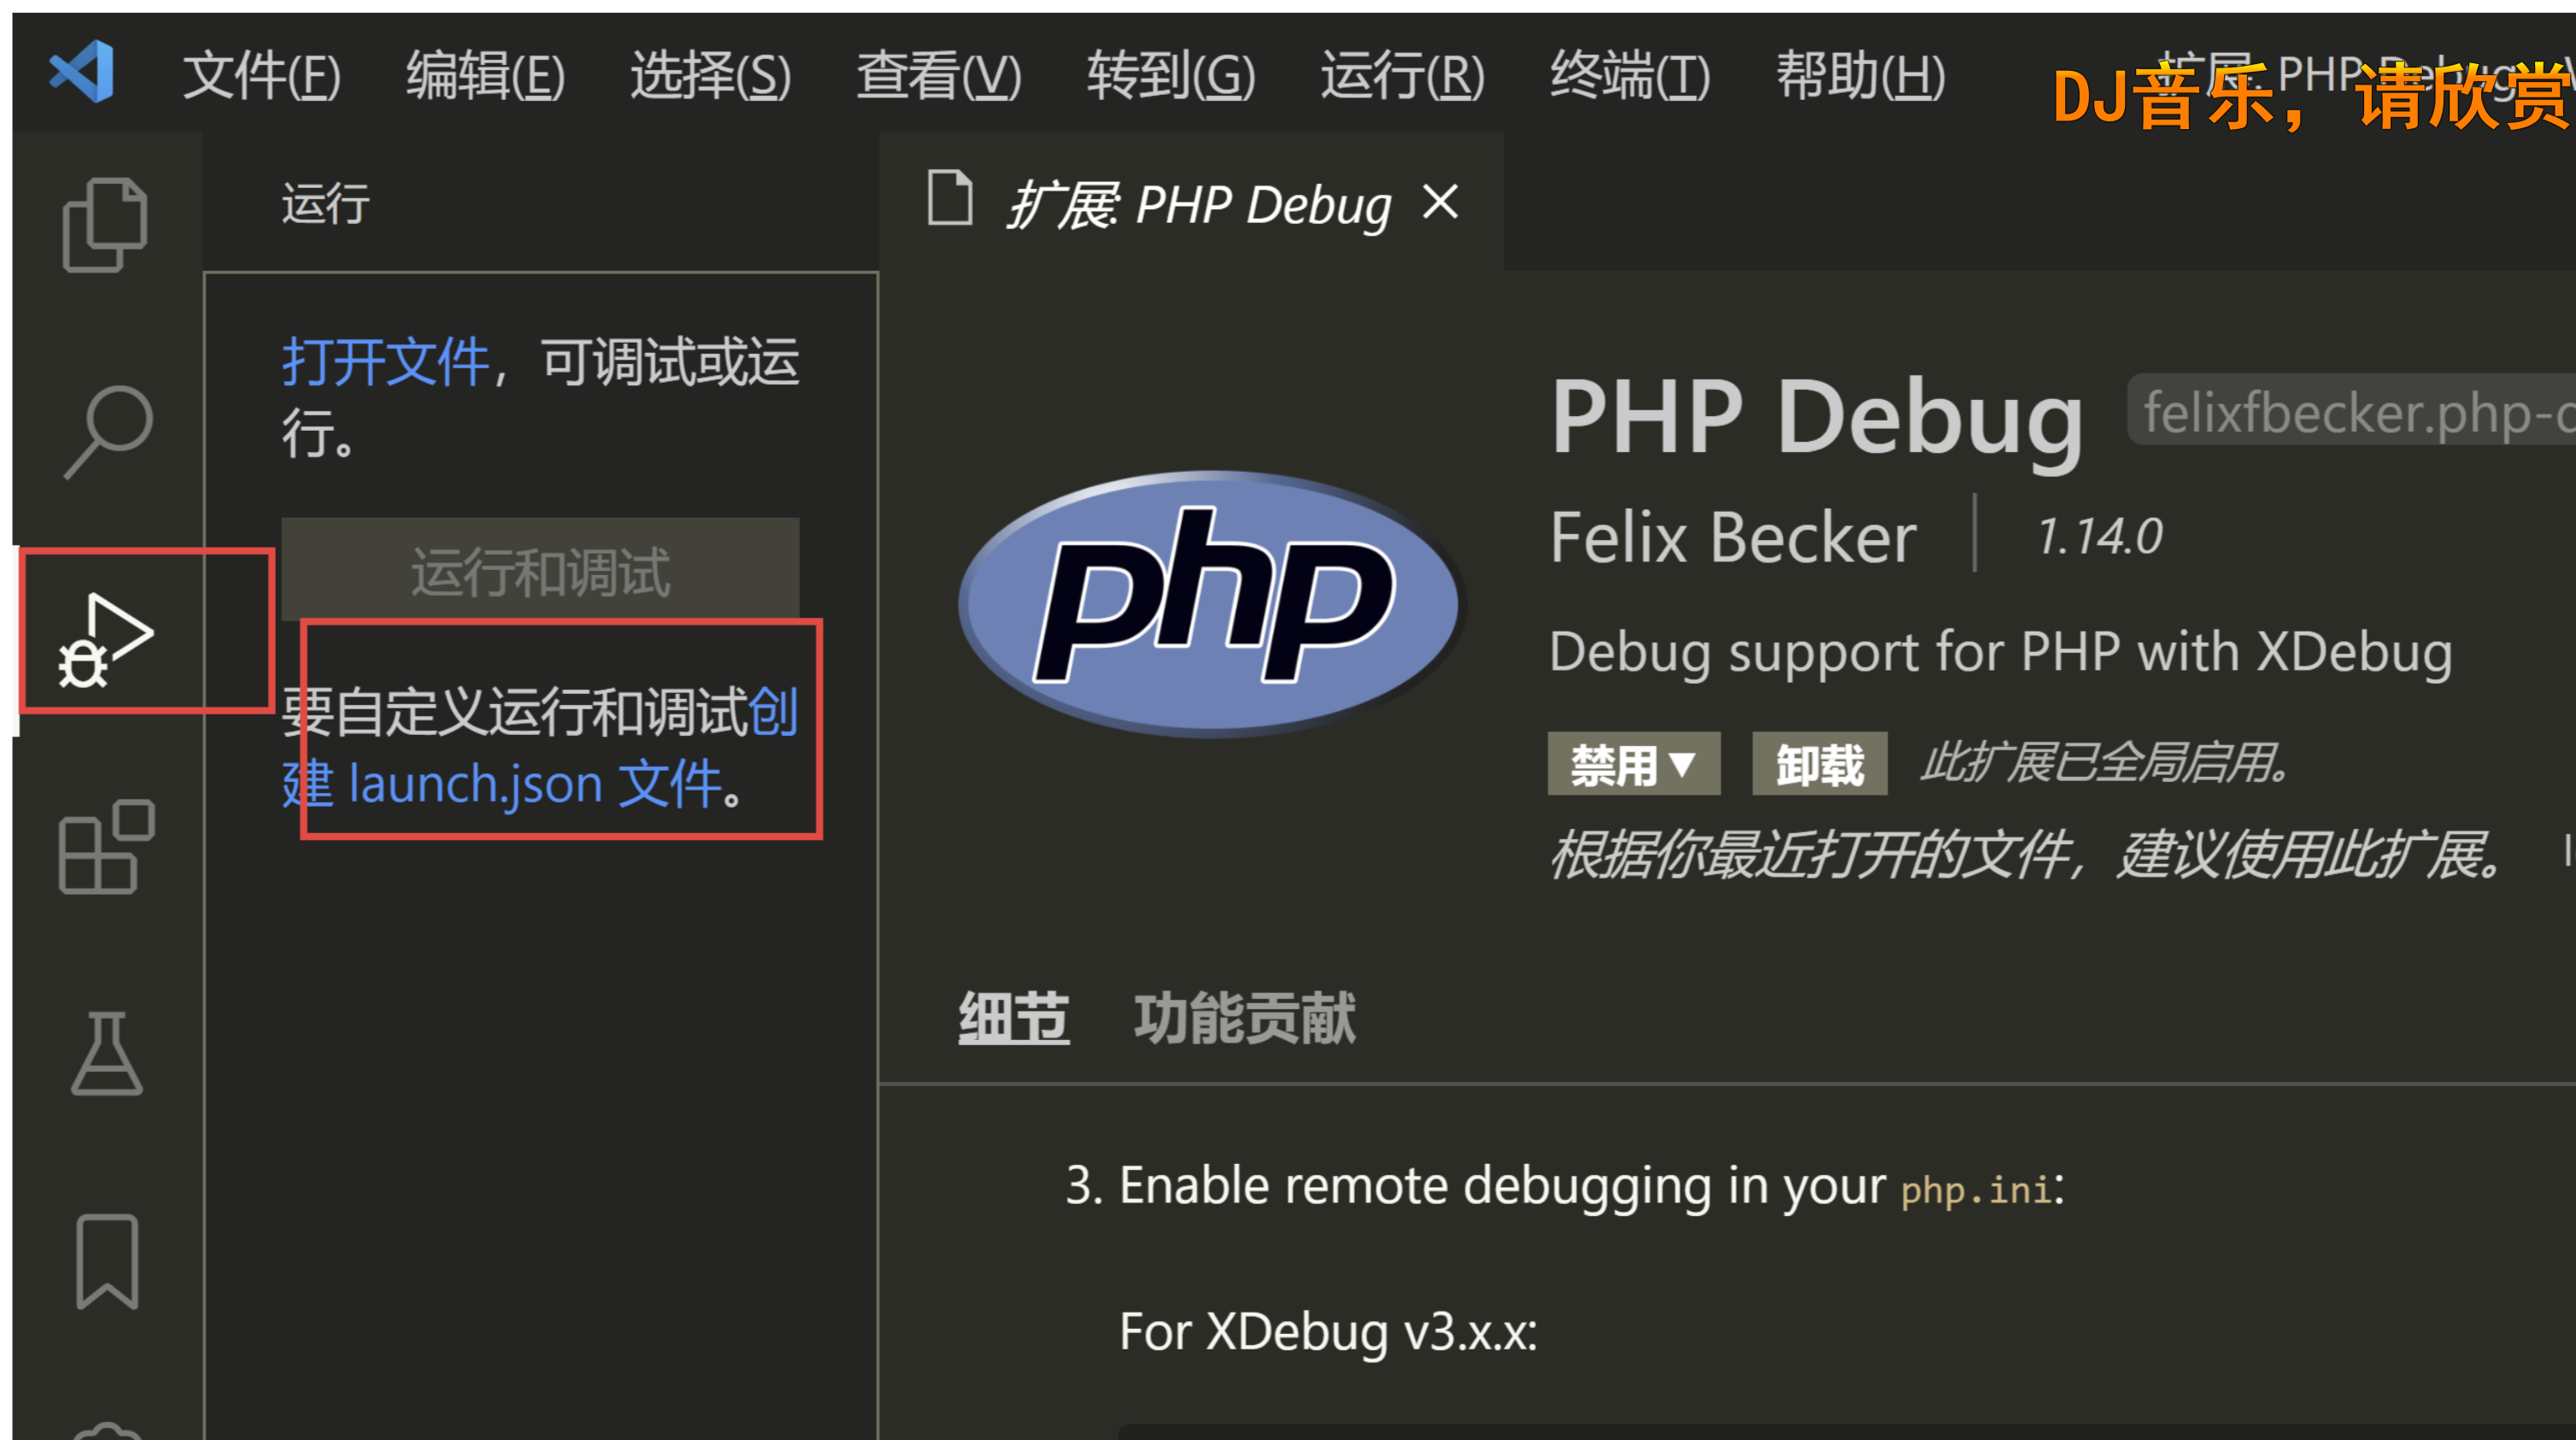 文件(F) 编辑(E) 选择(S) 查看(V) 转到(G) 运行(R) 终端(T) 帮助(H) 扩展: PHP Debug
DJ音乐，请欣赏
运行
扩展: PHP Debug
打开文件，可调试或运
行。
运行和调试
要自定义运行和调试创
建 launch.json 文件。
php
PHP Debug felixfbecker.php-
Felix Becker 1.14.0
Debug support for PHP with XDebug
禁用 卸载 此扩展已全局启用。
根据你最近打开的文件，建议使用此扩展。
细节 功能贡献
3. Enable remote debugging in your php.ini:
For XDebug v3.x.x: